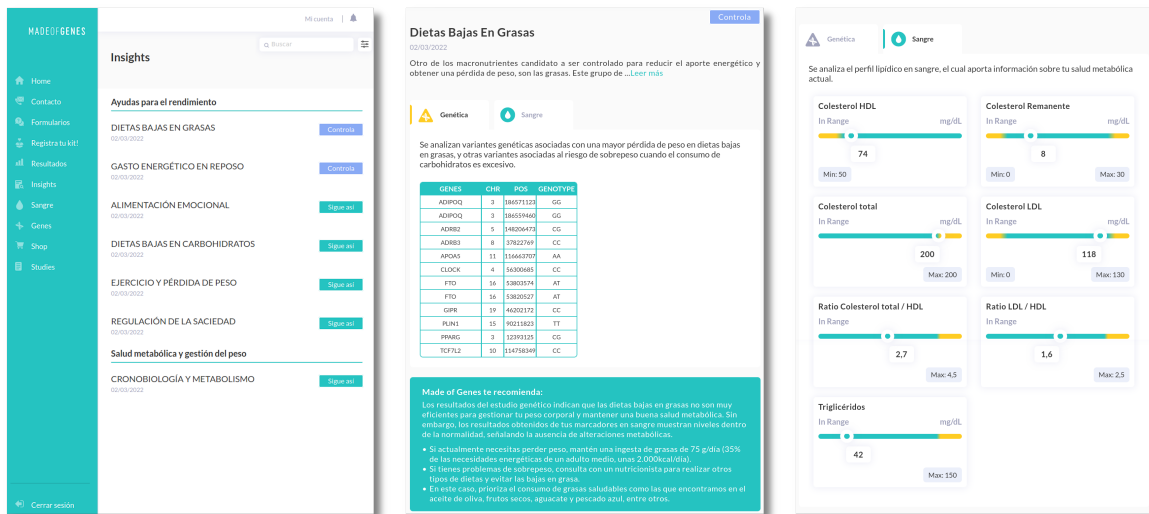 MADEOFGENES
Home
Contacto
Formularios
Registra tu kit!
Resultados
Insights
Sangre
Genes
Shop
Studies
Cerrar sesión
Mi cuenta |
Insights
Buscar
Ayudas para el rendimiento
DIETAS BAJAS EN GRASAS
Controla
02/03/2022
GASTO ENERGÉTICO EN REPOSO
Controla
02/03/2022
ALIMENTACIÓN EMOCIONAL
Sigue así
02/03/2022
DIETAS BAJAS EN CARBOHIDRATOS
Sigue así
02/03/2022
EJERCICIO Y PÉRDIDA DE PESO
Sigue así
02/03/2022
REGULACIÓN DE LA SACIEDAD
Sigue así
02/03/2022
Salud metabólica y gestión del peso
CRONOBIOLOGÍA Y METABOLISMO
Sigue así
02/03/2022
Controla
Dietas Bajas En Grasas
02/03/2022
Otro de los macronutrientes candidato a ser controlado para reducir el aporte energético y
obtener una pérdida de peso, son las grasas. Este grupo de ...Leer más
Genética
Sangre
Se analizan variantes genéticas asociadas con una mayor pérdida de peso en dietas bajas
en grasas, y otras variantes asociadas al riesgo de sobrepeso cuando el consumo de
carbohidratos es excesivo.
GENES CHR POS GENOTYPE
ADIPOQ 3 186571123 GG
ADIPOQ 3 186559460 GG
ADRB2 5 148206473 CG
ADRB3 8 37822769 CC
APOA5 11 116663707 AA
CLOCK 4 56300685 CC
FTO 16 53803574 AT
FTO 16 53820527 AT
GIPR 19 46202172 CC
PLIN1 15 90211823 TT
PPARG 3 12393125 CG
TCF7L2 10 114758349 CC
Made of Genes te recomienda:
Los resultados del estudio genético indican que las dietas bajas en grasas no son muy
eficientes para gestionar tu peso corporal y mantener una buena salud metabólica. Sin
embargo, los resultados obtenidos de tus marcadores en sangre muestran niveles dentro
de la normalidad, señalando la ausencia de alteraciones metabólicas.
• Si actualmente necesitas perder peso, mantén una ingesta de grasas de 75 g/día (35%
de las necesidades energéticas de un adulto medio, unas 2.000kcal/día).
• Si tienes problemas de sobrepeso, consulta con un nutricionista para realizar otros
tipos de dietas y evitar las bajas en grasa.
• En este caso, prioriza el consumo de grasas saludables como las que encontramos en el
aceite de oliva, frutos secos, aguacate y pescado azul, entre otros.
Genética
Sangre
Se analiza el perfil lipídico en sangre, el cual aporta información sobre tu salud metabólica
actual.
Colesterol HDL
In Range mg/dL
74
Min: 50
Colesterol Remanente
In Range mg/dL
8
Min: 0 Max: 30
Colesterol total
In Range mg/dL
200
Max: 200
Colesterol LDL
In Range mg/dL
118
Min: 0 Max: 130
Ratio Colesterol total / HDL
In Range
2,7
Max: 4,5
Ratio LDL / HDL
In Range
1,6
Max: 2,5
Triglicéridos
In Range mg/dL
42
Max: 150